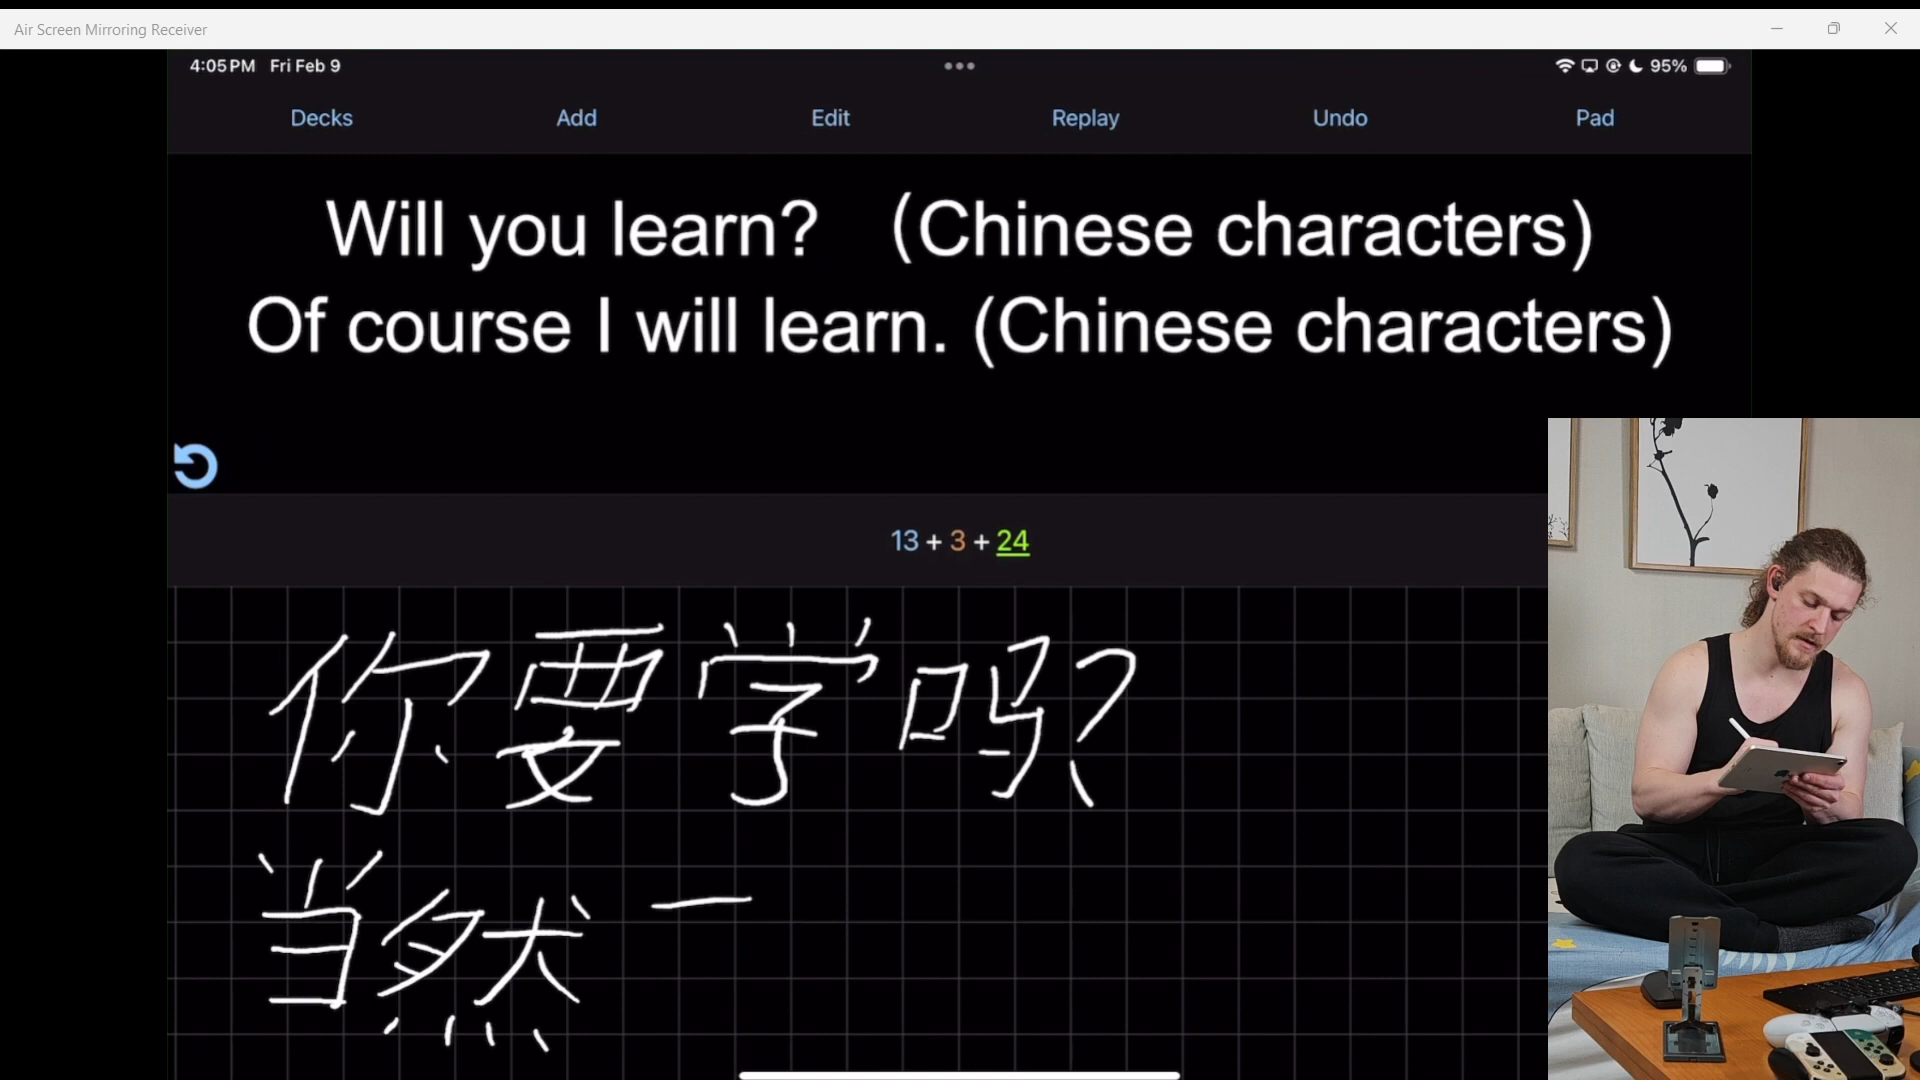 Air Screen Mirroring Receiver
4:05 PM Fri Feb 9
95%
Decks Add Edit Replay Undo Pad
Will you learn? (Chinese characters)
Of course I will learn. (Chinese characters)
13 + 3 + 24
你要学吗?
当然一